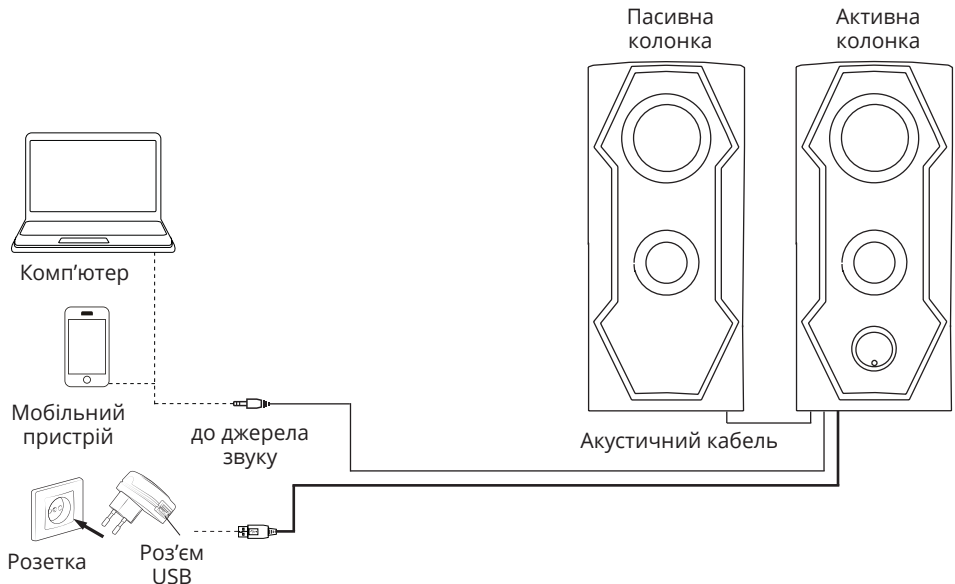 Пасивна
колонка
Активна
колонка
Комп’ютер
Мобільний
пристрій
до джерела
звуку
Акустичний кабель
Розетка
Роз’єм
USB